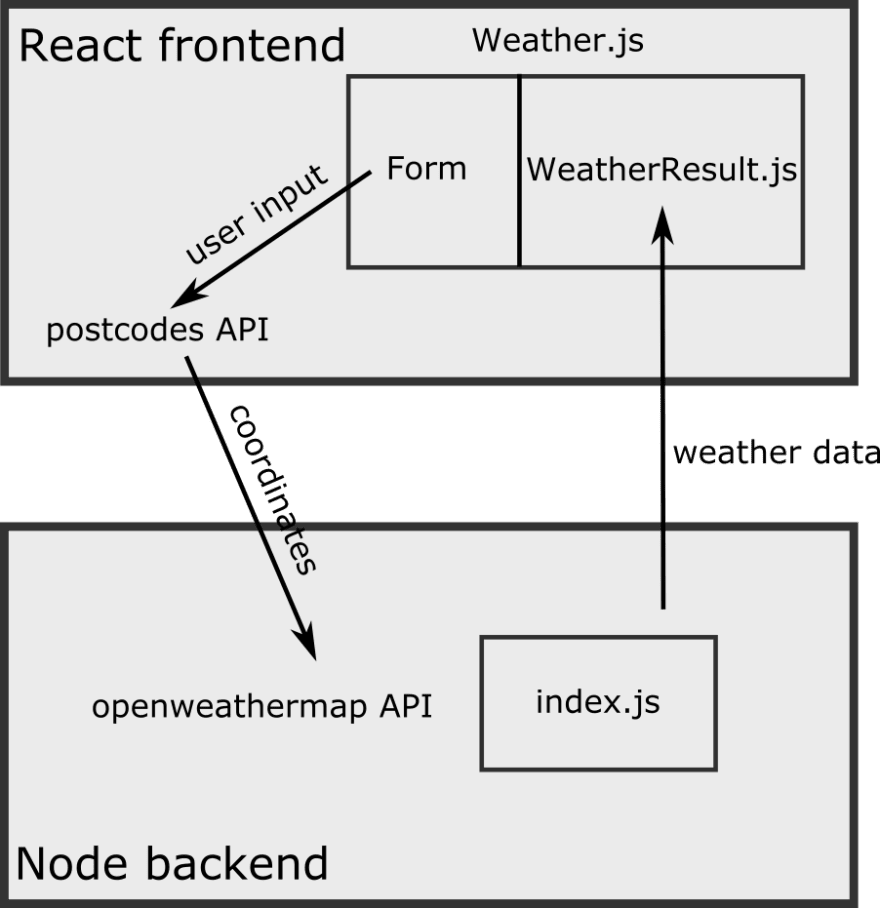 React frontend
Weather.js
Form
WeatherResult.js
user input
postcodes API
coordinates
weather data
openweathermap API
index.js
Node backend